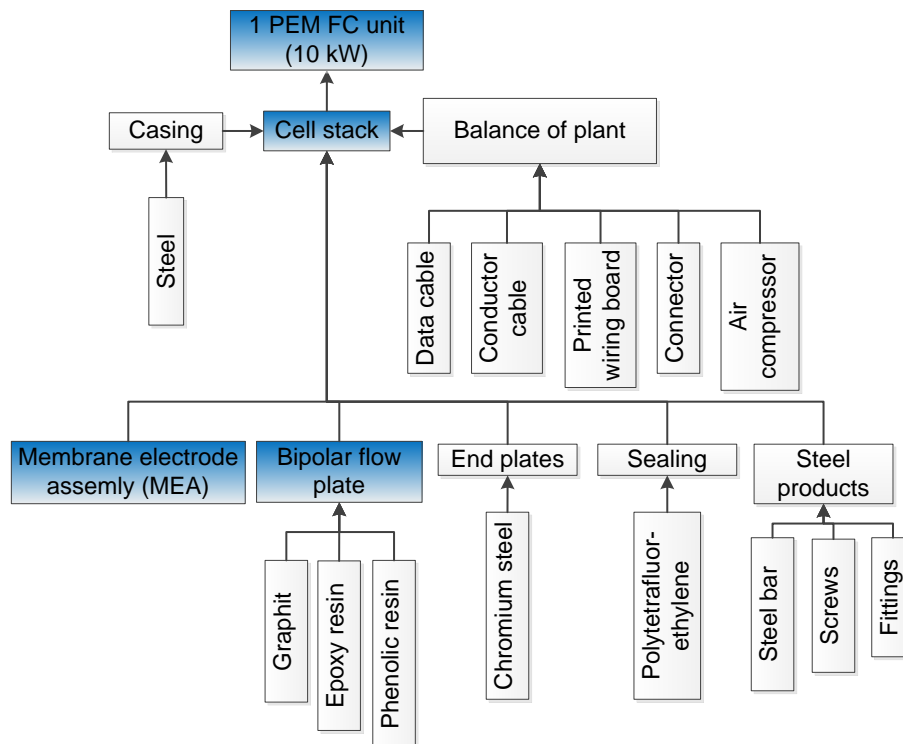 1 PEM FC unit
(10 kW)
Casing
Cell stack
Balance of plant
Steel
Data cable
Conductor
cable
Printed
wiring board
Connector
Air
compressor
Membrane electrode
assemly (MEA)
Bipolar flow
plate
End plates
Sealing
Steel
products
Graphit
Epoxy resin
Phenolic resin
Chromium steel
Polytetrafluor-
ethylene
Steel bar
Screws
Fittings